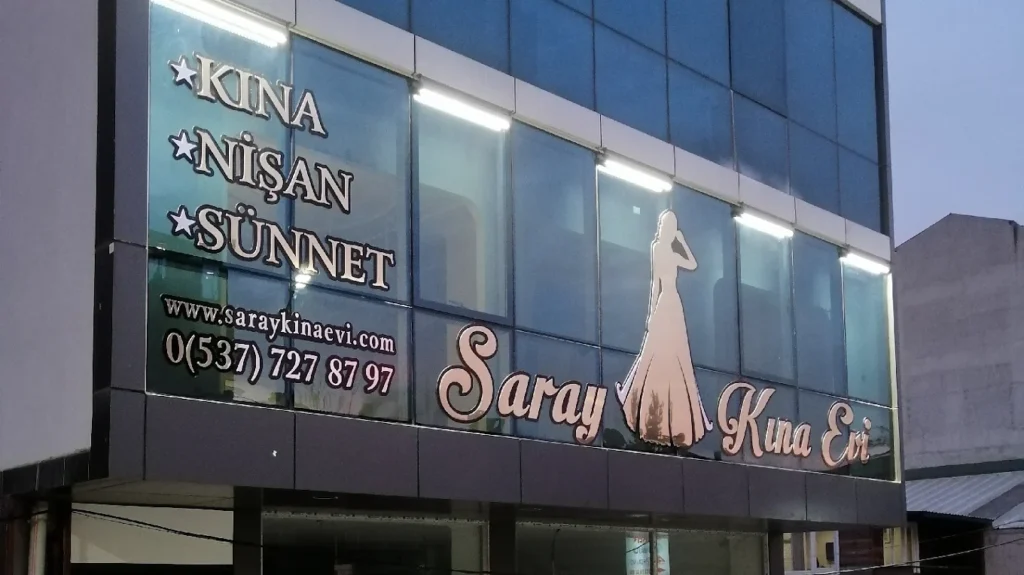 ★KINA
★NİŞAN
★SÜNNET
www.saraykinaevi.com
0(537) 727 87 97
Saray Kına Evi